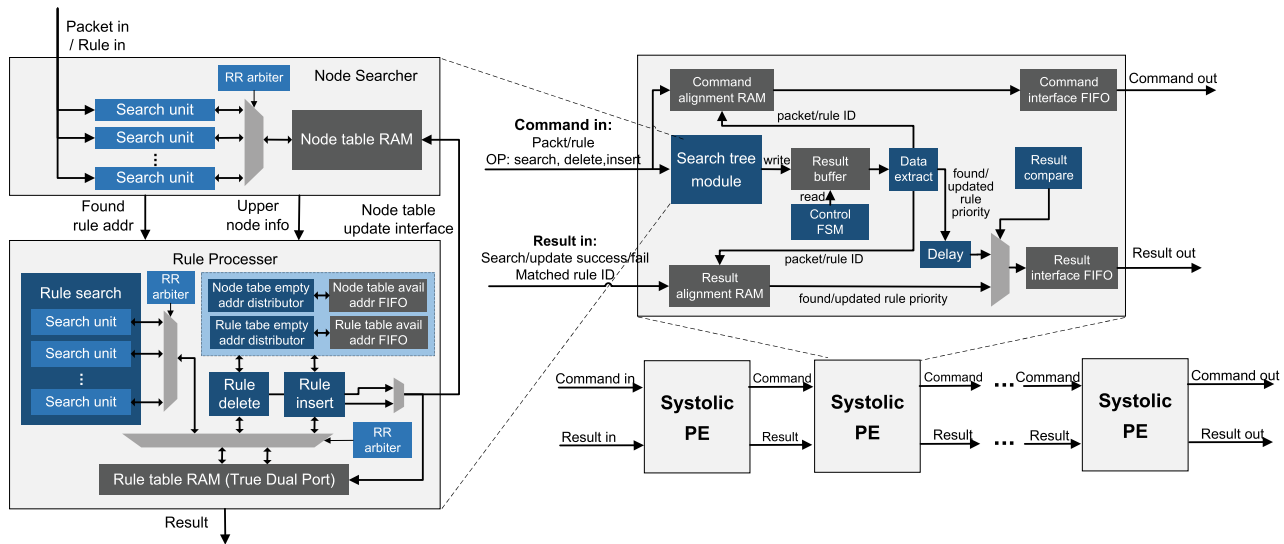 Packet in
/ Rule in
Node Searcher
RR arbiter
Search unit
Search unit
...
Search unit
Node table RAM
Found
rule addr
Upper
node info
Node table
update interface
Rule Processer
Rule search
RR
arbiter
Search unit
Search unit
...
Search unit
Node tabe empty
addr distributor
Node table avail
addr FIFO
Rule tabe empty
addr distributor
Rule table avail
addr FIFO
Rule
delete
Rule
insert
RR
arbiter
Rule table RAM (True Dual Port)
Result
Command in:
Packt/rule
OP: search, delete,insert
Command
alignment RAM
Command
interface FIFO
Command out
packet/rule ID
Search tree
module
write
Result
buffer
Data
extract
Result
compare
read
Control
FSM
found/
updated
rule
priority
Delay
Result in:
Search/update success/fail
Matched rule ID
packet/rule ID
Result
alignment RAM
found/updated rule priority
Result
interface FIFO
Result out
Command in
Systolic
PE
Command
Systolic
PE
Command
...
Command
Systolic
PE
Command out
Result in
Result
Result
...
Result
Result out